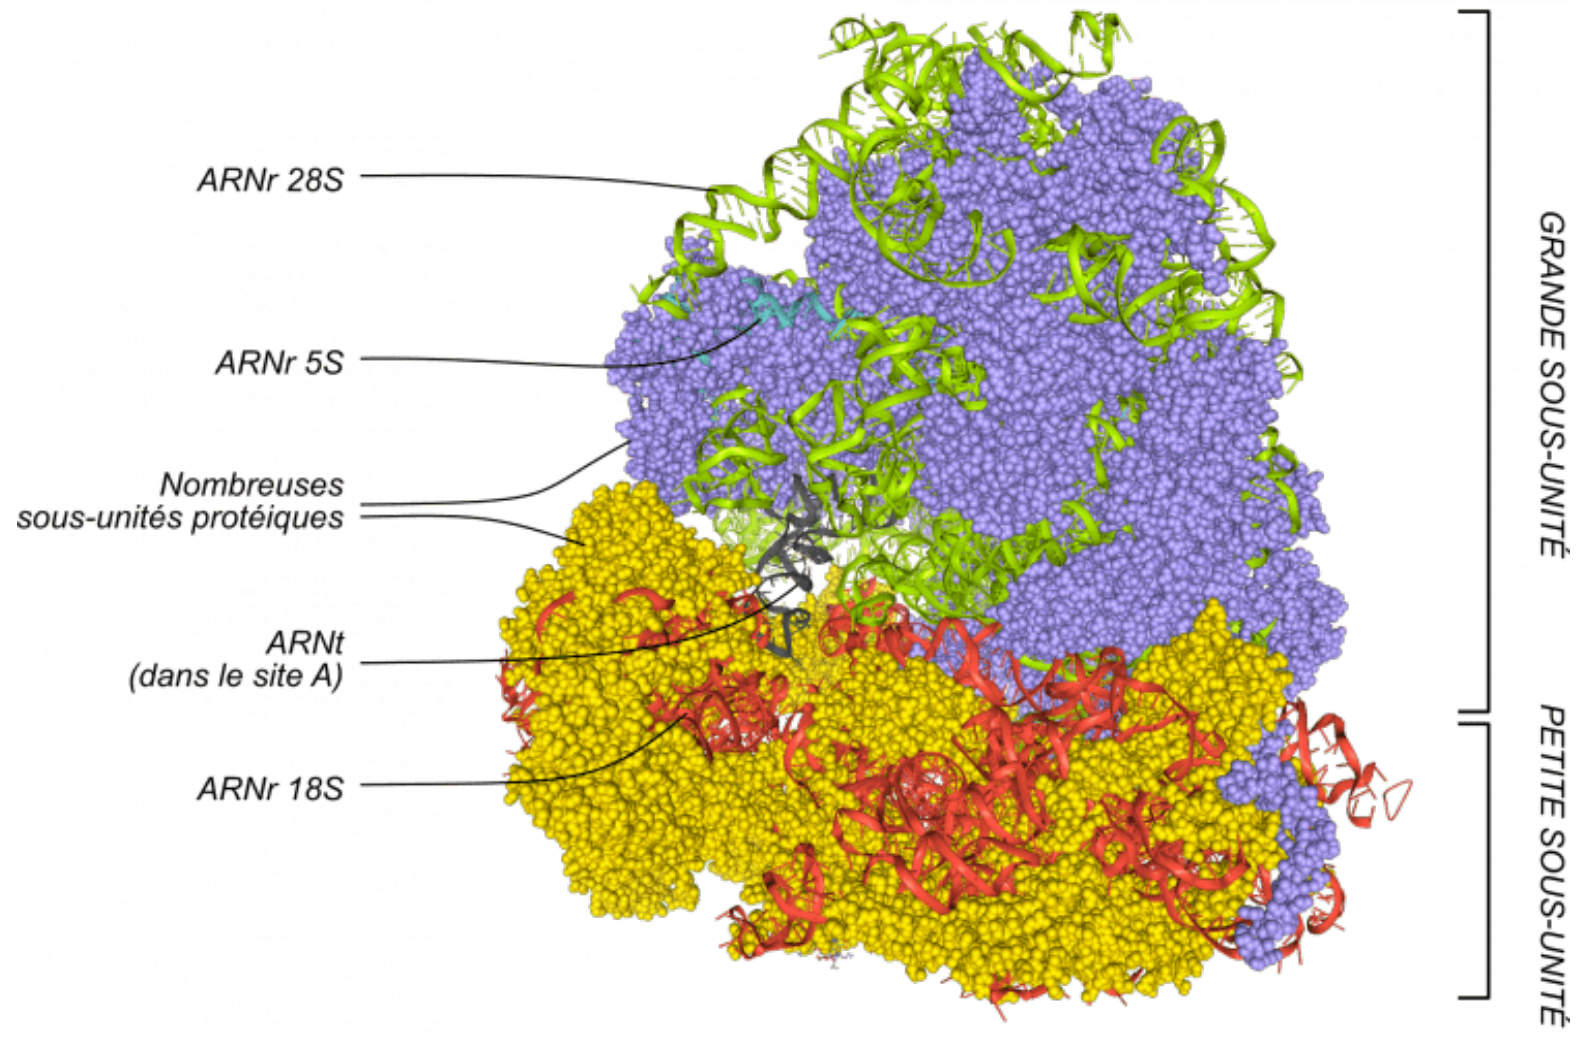 ARNr 28S
ARNr 5S
Nombreuses
sous-unités protéiques
ARNt
(dans le site A)
ARNr 18S
GRANDE SOUS-UNITÉ
PETITE SOUS-UNITÉ